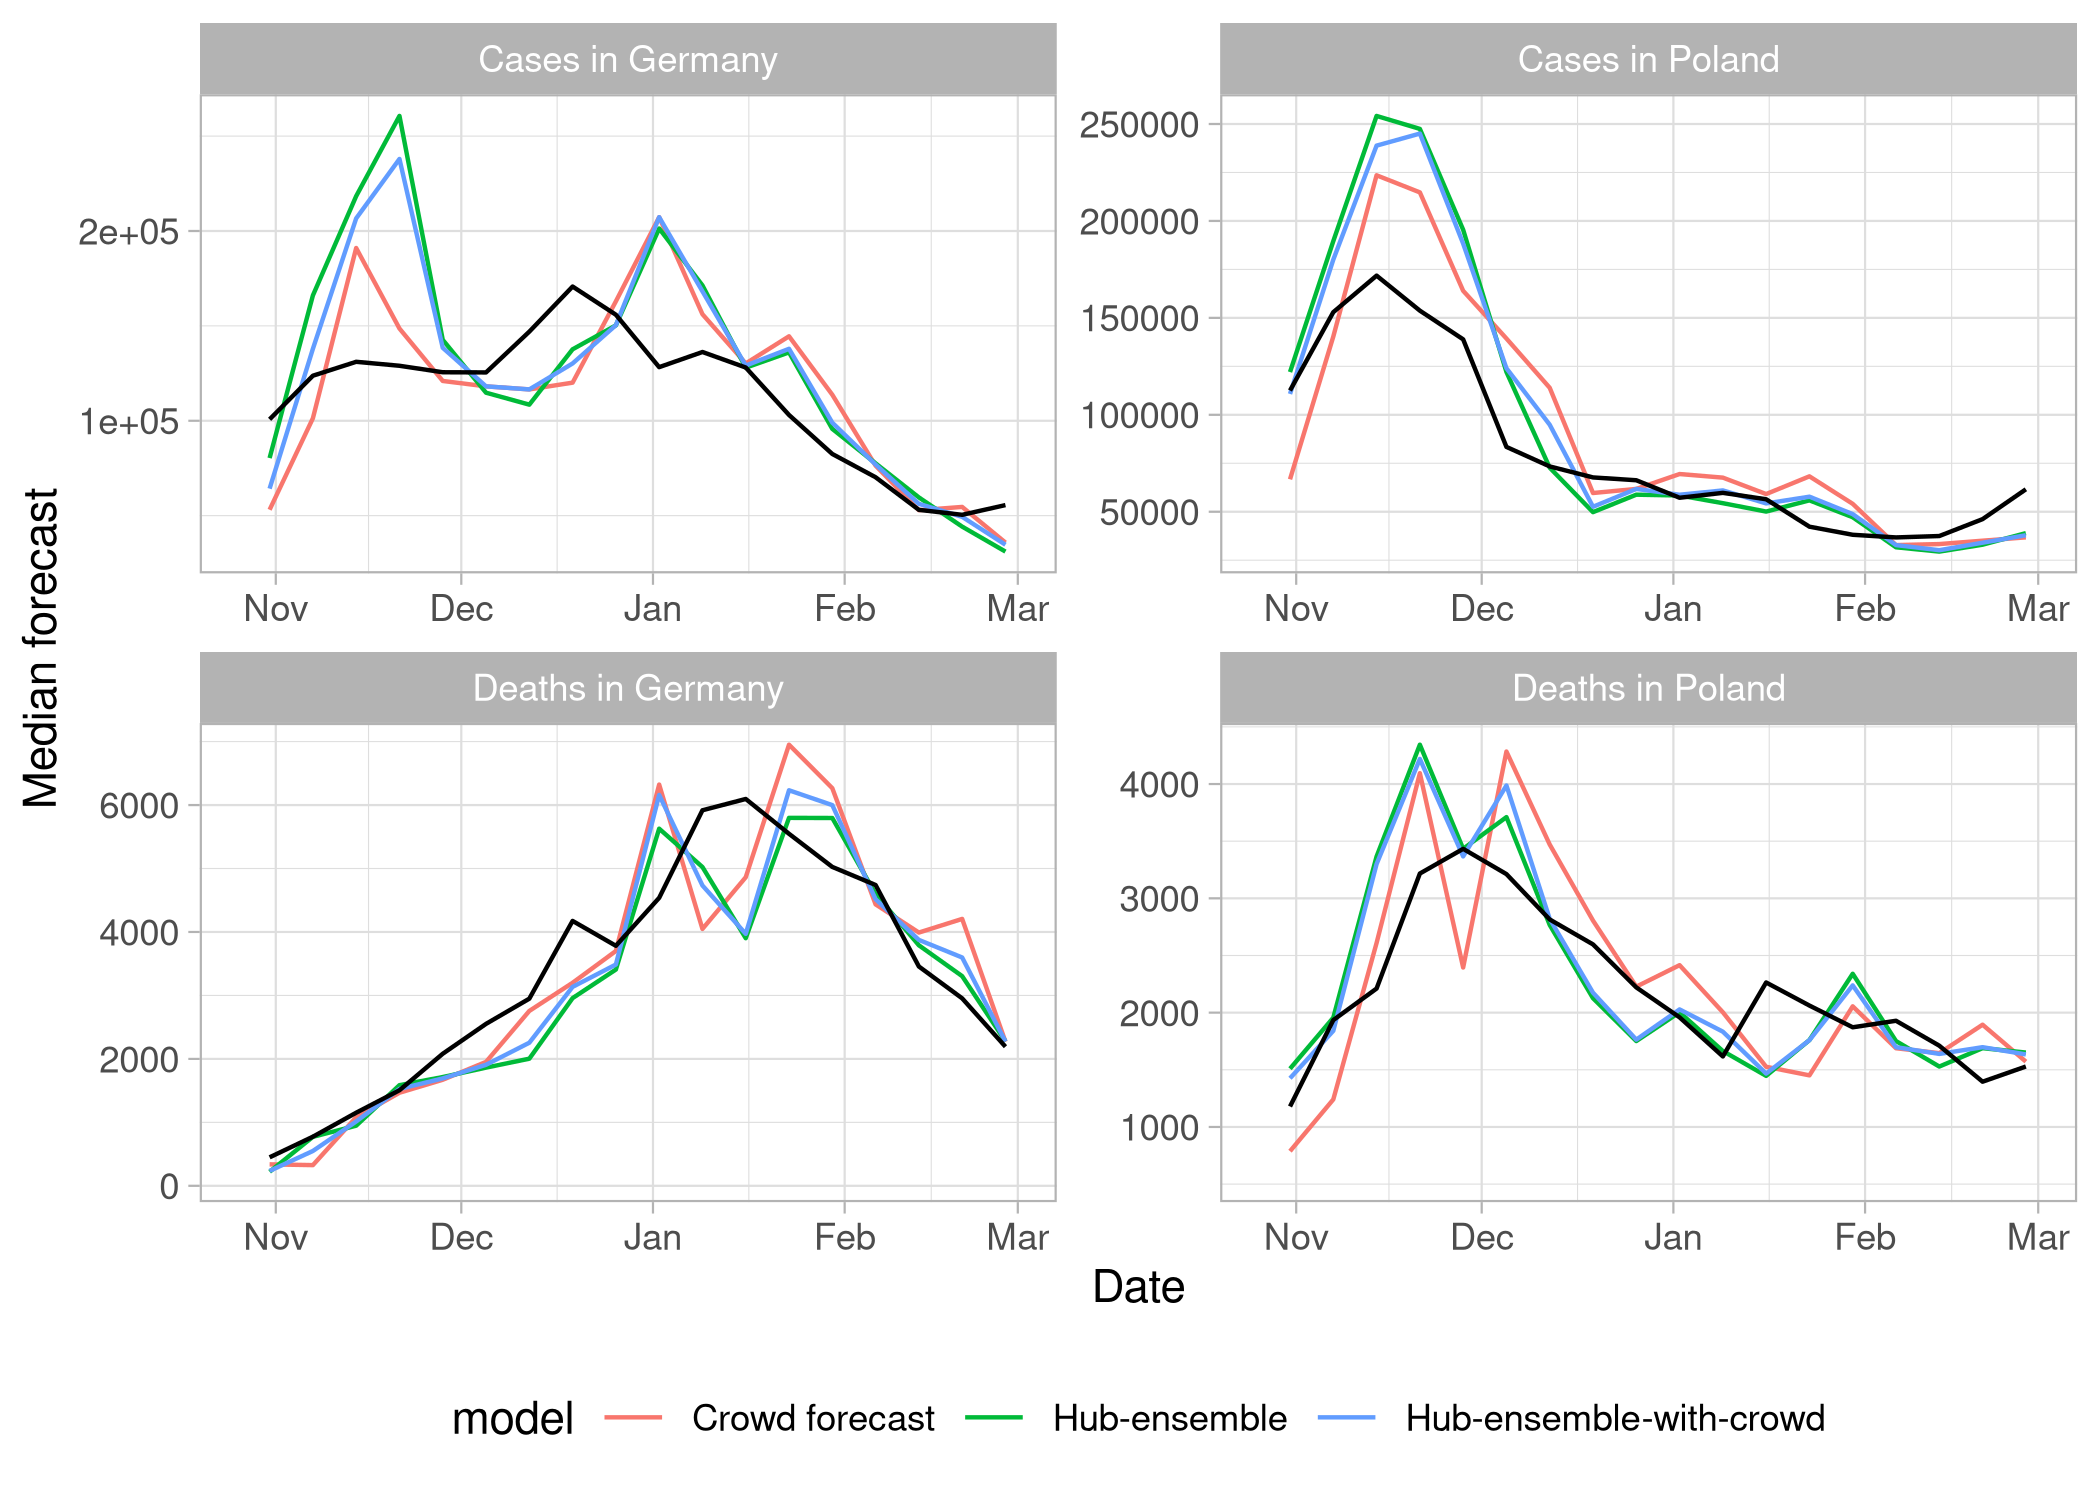 Cases in Germany
Cases in Poland
2e+05
1e+05
Nov Dec Jan Feb Mar
250000
200000
150000
100000
50000
Nov Dec Jan Feb Mar
Median forecast
Deaths in Germany
Deaths in Poland
6000
4000
2000
0
Nov Dec Jan Feb Mar
4000
3000
2000
1000
Nov Dec Jan Feb Mar
Date
model Crowd forecast Hub-ensemble Hub-ensemble-with-crowd